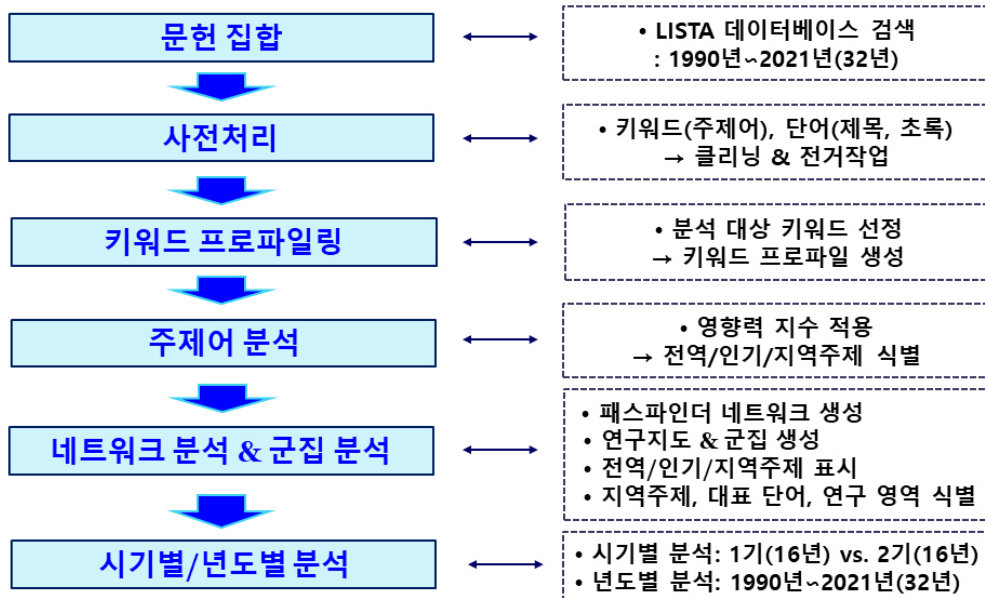 문헌 집합
• LISTA 데이터베이스 검색
: 1990년~2021년(32년)
사전처리
• 키워드(주제어), 단어(제목, 초록)
→ 클리닝 & 전거작업
키워드 프로파일링
• 분석 대상 키워드 선정
→ 키워드 프로파일 생성
주제어 분석
• 영향력 지수 적용
→ 전역/인기/지역주제 식별
네트워크 분석 & 군집 분석
• 패스파인더 네트워크 생성
• 연구지도 & 군집 생성
• 전역/인기/지역주제 표시
• 지역주제, 대표 단어, 연구 영역 식별
시기별/년도별 분석
• 시기별 분석: 1기(16년) vs. 2기(16년)
• 년도별 분석: 1990년~2021년(32년)